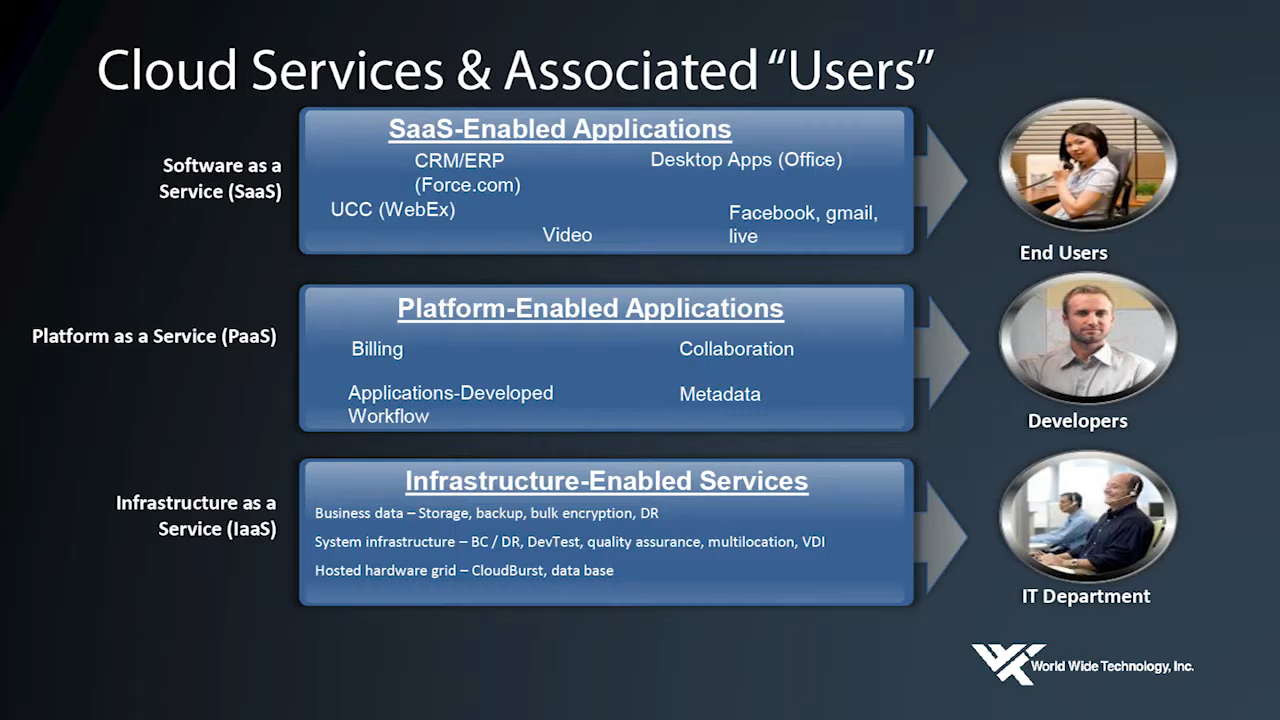 Cloud Services & Associated “Users”
Software as a
Service (SaaS)
SaaS-Enabled Applications
CRM/ERP
(Force.com)
Desktop Apps (Office)
UCC (WebEx)
Facebook, gmail,
live
Video
End Users
Platform as a Service (PaaS)
Platform-Enabled Applications
Billing
Collaboration
Applications-Developed
Workflow
Metadata
Developers
Infrastructure as a
Service (IaaS)
Infrastructure-Enabled Services
Business data – Storage, backup, bulk encryption, DR
System infrastructure – BC / DR, DevTest, quality assurance, multilocation, VDI
Hosted hardware grid – CloudBurst, data base
IT Department
World Wide Technology, Inc.